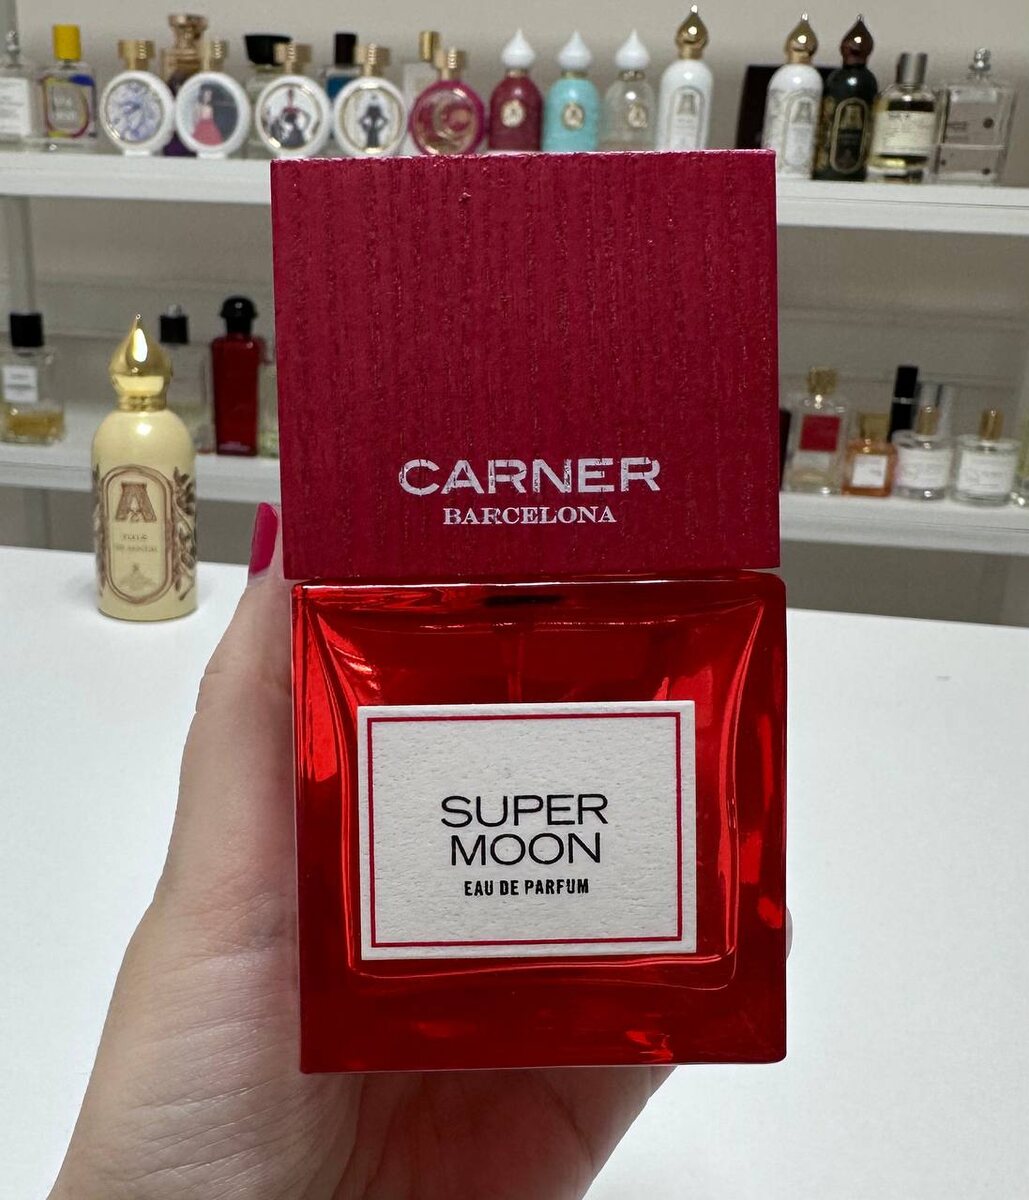 CARNER
BARCELONA
SUPER
MOON
EAU DE PARFUM